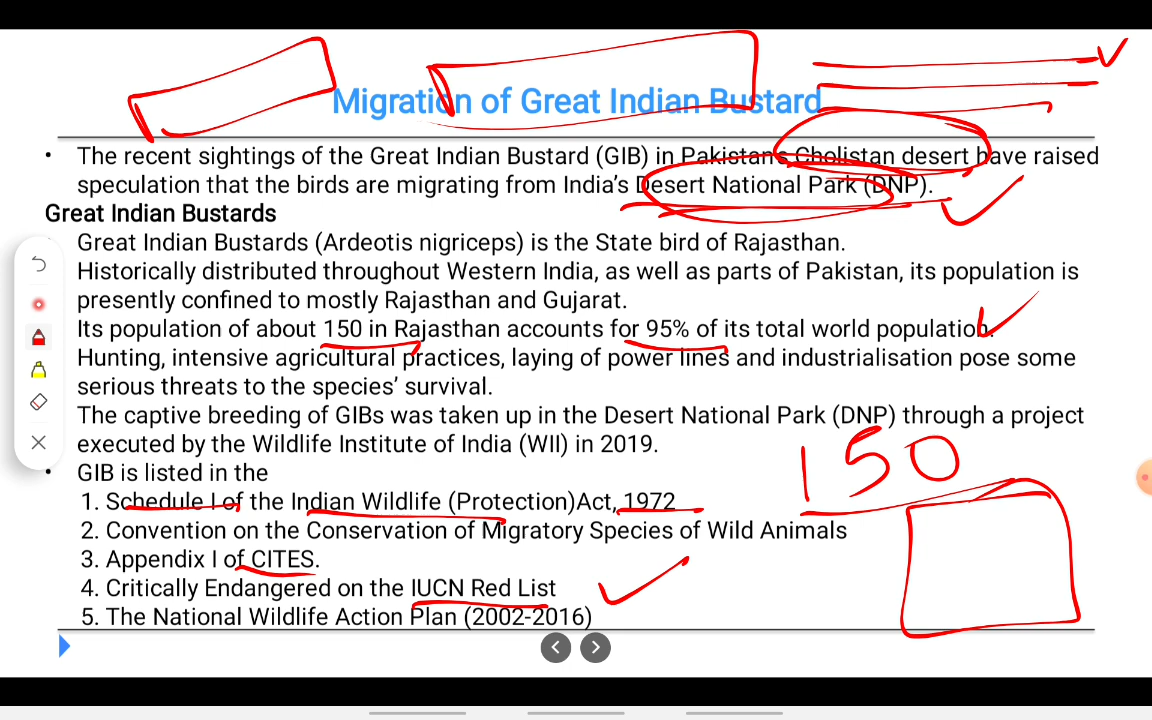 Migration of Great Indian Bustard
• The recent sightings of the Great Indian Bustard (GIB) in Pakistan's Cholistan desert have raised
speculation that the birds are migrating from India's Desert National Park (DNP).
Great Indian Bustards
Great Indian Bustards (Ardeotis nigriceps) is the State bird of Rajasthan.
Historically distributed throughout Western India, as well as parts of Pakistan, its population is
presently confined to mostly Rajasthan and Gujarat.
Its population of about 150 in Rajasthan accounts for 95% of its total world population.
Hunting, intensive agricultural practices, laying of power lines and industrialisation pose some
serious threats to the species' survival.
The captive breeding of GIBs was taken up in the Desert National Park (DNP) through a project
executed by the Wildlife Institute of India (WII) in 2019.
150
• GIB is listed in the
1. Schedule I of the Indian Wildlife (Protection)Act, 1972
2. Convention on the Conservation of Migratory Species of Wild Animals
3. Appendix I of CITES.
4. Critically Endangered on the IUCN Red List
5. The National Wildlife Action Plan (2002-2016)